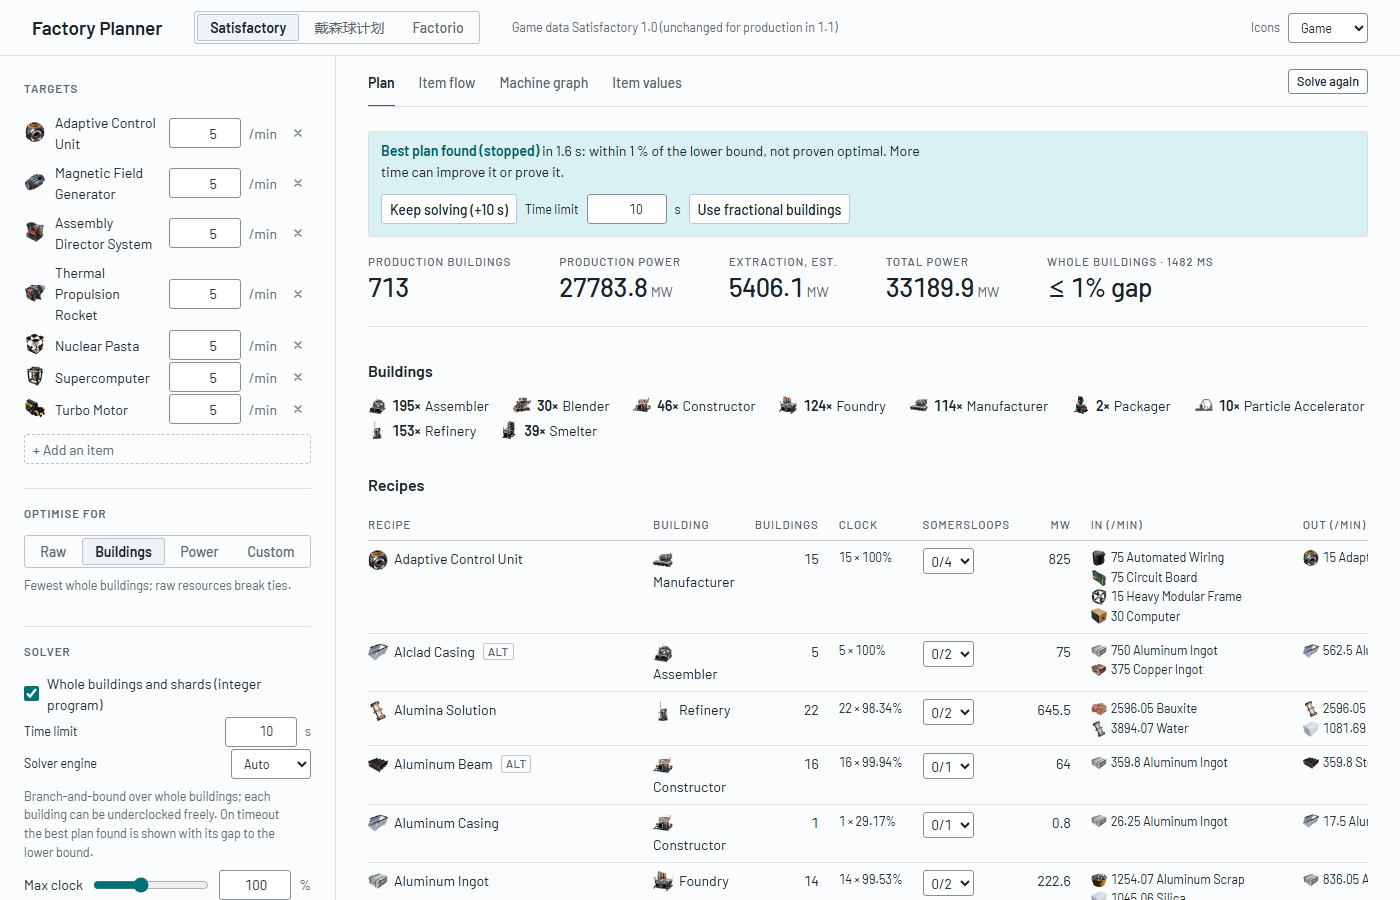 Factory Planner
Satisfactory 戴森球计划 Factorio
Game data Satisfactory 1.0 (unchanged for production in 1.1)
Icons Game
TARGETS
Adaptive Control Unit 5 /min ×
Magnetic Field Generator 5 /min ×
Assembly Director System 5 /min ×
Thermal Propulsion Rocket 5 /min ×
Nuclear Pasta 5 /min ×
Supercomputer 5 /min ×
Turbo Motor 5 /min ×
+ Add an item
OPTIMISE FOR
Raw Buildings Power Custom
Fewest whole buildings; raw resources break ties.
SOLVER
Whole buildings and shards (integer program)
Time limit 10 s
Solver engine Auto
Branch-and-bound over whole buildings; each
building can be underclocked freely. On timeout
the best plan found is shown with its gap to the
lower bound.
Max clock 100 %
Plan Item flow Machine graph Item values
Solve again
Best plan found (stopped) in 1.6 s: within 1 % of the lower bound, not proven optimal. More
time can improve it or prove it.
Keep solving (+10 s) Time limit 10 s Use fractional buildings
PRODUCTION BUILDINGS PRODUCTION POWER EXTRACTION, EST. TOTAL POWER WHOLE BUILDINGS · 1482 MS
713 27783.8 MW 5406.1 MW 33189.9 MW ≤ 1% gap
Buildings
195× Assembler 30× Blender 46× Constructor 124× Foundry 114× Manufacturer 2× Packager 10× Particle Accelerator
153× Refinery 39× Smelter
Recipes
RECIPE BUILDING BUILDINGS CLOCK SOMERSLOOPS MW IN (/MIN) OUT (/MIN)
Adaptive Control Unit Manufacturer 15 15 × 100% 0/4 825 75 Automated Wiring 15 Adapt
75 Circuit Board
15 Heavy Modular Frame
30 Computer
Alclad Casing ALT Assembler 5 5 × 100% 0/2 75 750 Aluminum Ingot 562.5 Alu
375 Copper Ingot
Alumina Solution Refinery 22 22 × 98.34% 0/2 645.5 2596.05 Bauxite 2596.05
3894.07 Water 1081.69
Aluminum Beam ALT Constructor 16 16 × 99.94% 0/1 64 359.8 Aluminum Ingot 359.8 St
Aluminum Casing Constructor 1 1 × 29.17% 0/1 0.8 26.25 Aluminum Ingot 17.5 Alu
Aluminum Ingot Foundry 14 14 × 99.53% 0/2 222.6 1254.07 Aluminum Scrap 836.05 A
1045.06 Silica